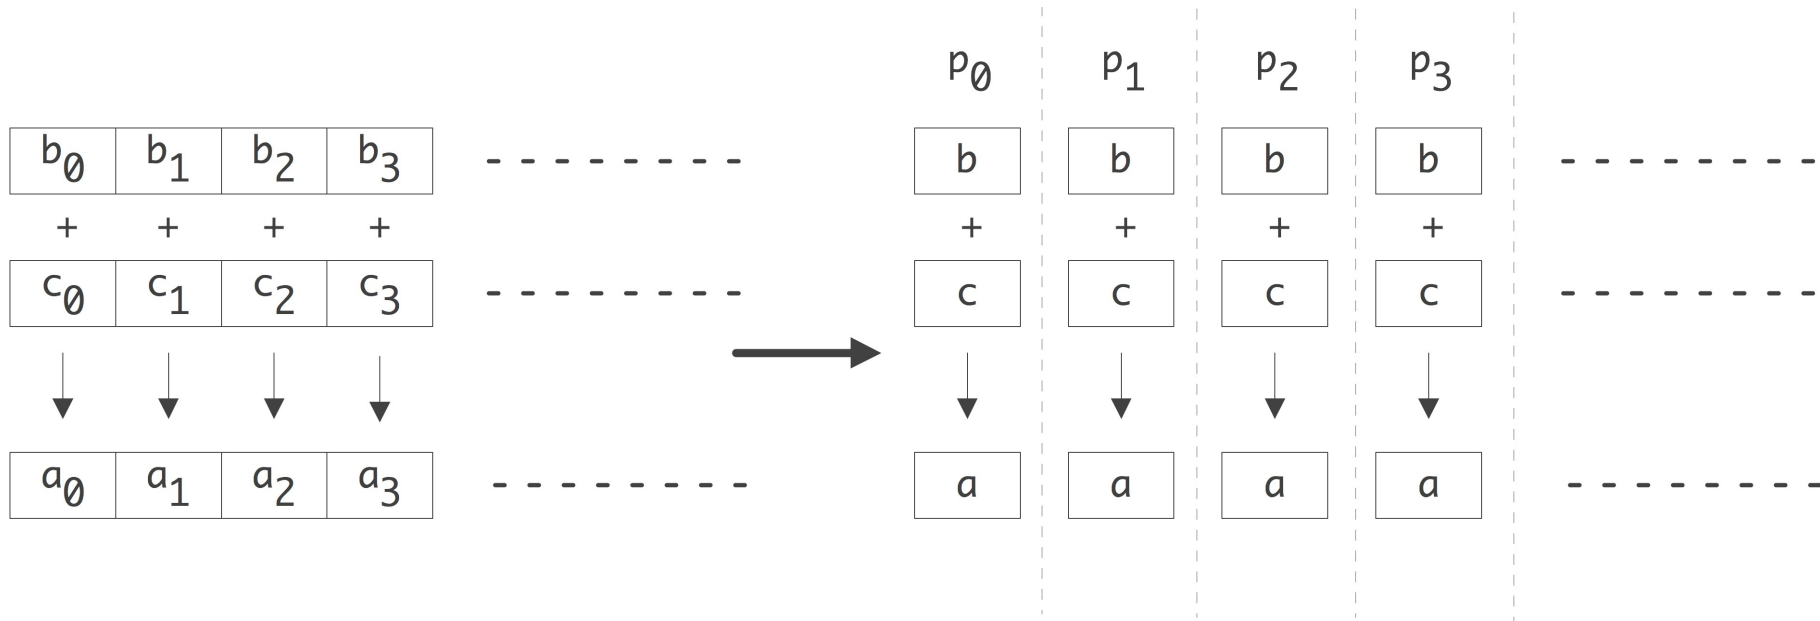 p0 p1 p2 p3
b0 b1 b2 b3 b b b b
+ + + + + + + +
c0 c1 c2 c3 c c c c
a0 a1 a2 a3 a a a a